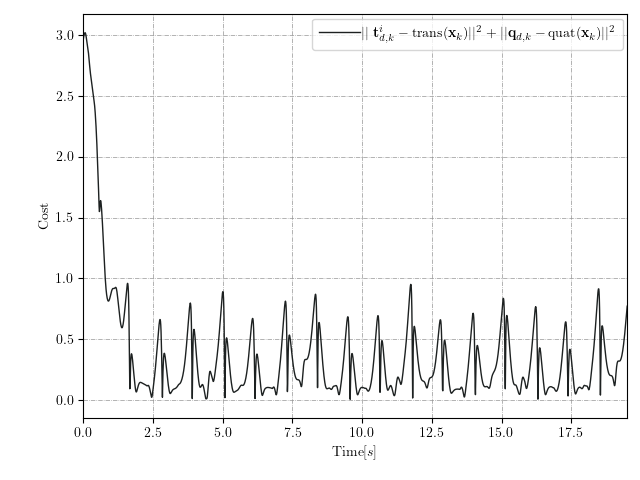 || t^i_{d,k} − trans(x_k)||² + ||q_{d,k} − quat(x_k)||²
3.0
2.5
2.0
1.5
1.0
0.5
0.0
Cost
0.0 2.5 5.0 7.5 10.0 12.5 15.0 17.5
Time[s]